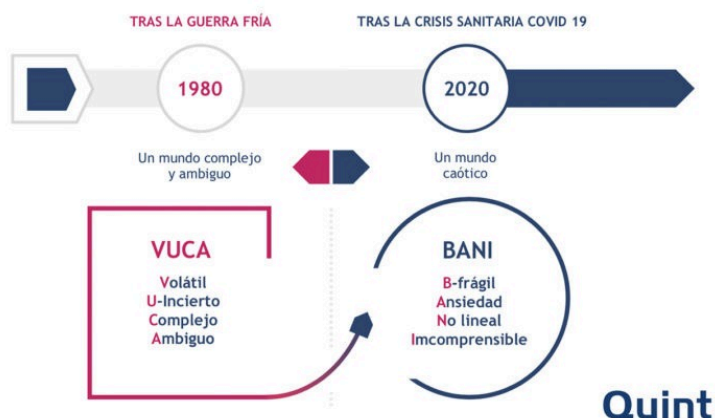 TRAS LA GUERRA FRÍA
TRAS LA CRISIS SANITARIA COVID 19
1980
2020
Un mundo complejo
y ambiguo
Un mundo
caótico
VUCA
Volátil
U-Incierto
Complejo
Ambiguo
BANI
B-frágil
Ansiedad
No lineal
Imcomprensible
Quint